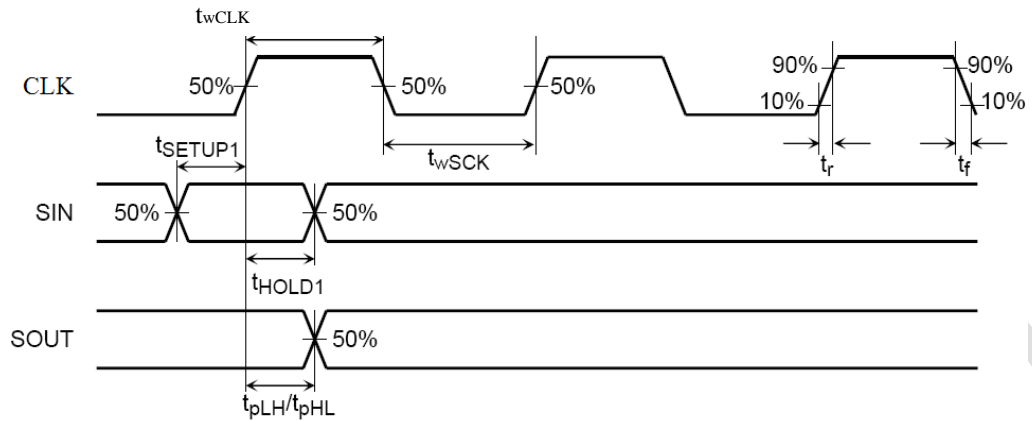 twCLK
CLK
50%
50%
50%
90%
90%
10%
10%
tSETUP1
twSCK
tr
tf
SIN
50%
50%
tHOLD1
SOUT
50%
tpLH/tpHL